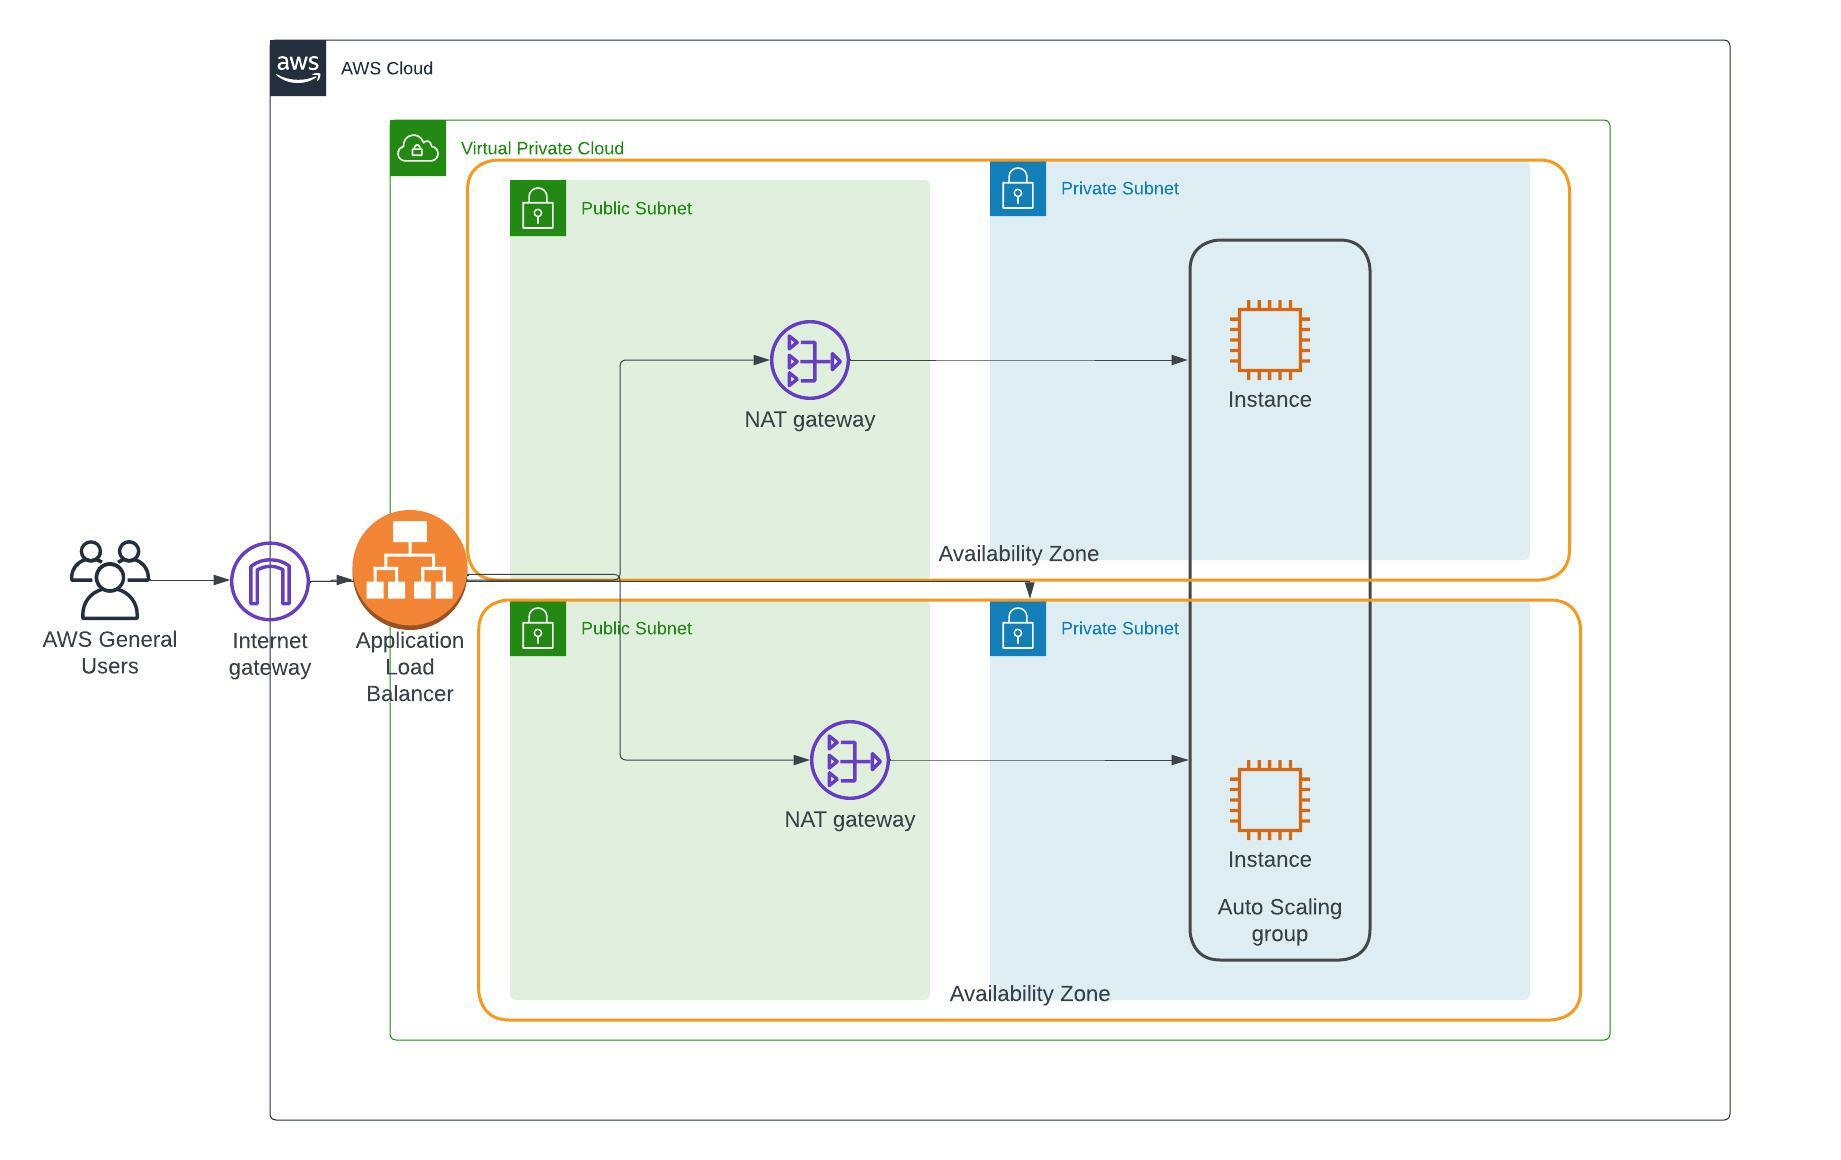 aws
AWS Cloud
Virtual Private Cloud
Public Subnet
Private Subnet
NAT gateway
Instance
Availability Zone
AWS General
Users
Internet
gateway
Application
Load
Balancer
Public Subnet
Private Subnet
NAT gateway
Instance
Auto Scaling
group
Availability Zone